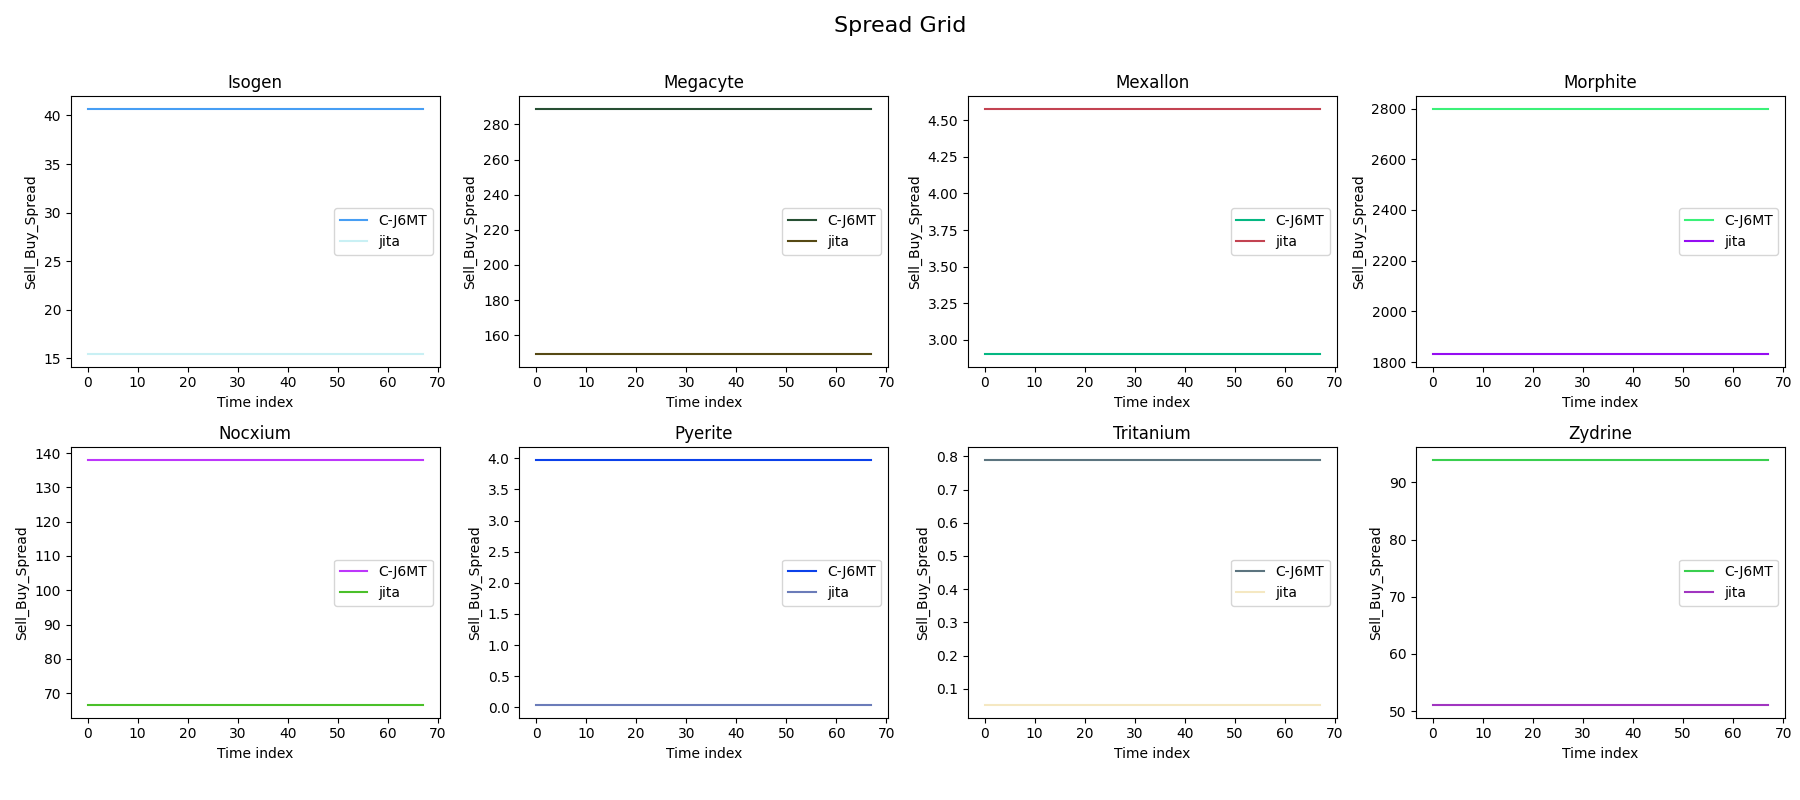 Spread Grid
Isogen
Sell_Buy_Spread
40
35
30
25
20
15
C-J6MT
jita
0 10 20 30 40 50 60 70
Time index
Megacyte
Sell_Buy_Spread
280
260
240
220
200
180
160
C-J6MT
jita
0 10 20 30 40 50 60 70
Time index
Mexallon
Sell_Buy_Spread
4.50
4.25
4.00
3.75
3.50
3.25
3.00
C-J6MT
jita
0 10 20 30 40 50 60 70
Time index
Morphite
Sell_Buy_Spread
2800
2600
2400
2200
2000
1800
C-J6MT
jita
0 10 20 30 40 50 60 70
Time index
Nocxium
Sell_Buy_Spread
140
130
120
110
100
90
80
70
C-J6MT
jita
0 10 20 30 40 50 60 70
Time index
Pyerite
Sell_Buy_Spread
4.0
3.5
3.0
2.5
2.0
1.5
1.0
0.5
0.0
C-J6MT
jita
0 10 20 30 40 50 60 70
Time index
Tritanium
Sell_Buy_Spread
0.8
0.7
0.6
0.5
0.4
0.3
0.2
0.1
C-J6MT
jita
0 10 20 30 40 50 60 70
Time index
Zydrine
Sell_Buy_Spread
90
80
70
60
50
C-J6MT
jita
0 10 20 30 40 50 60 70
Time index